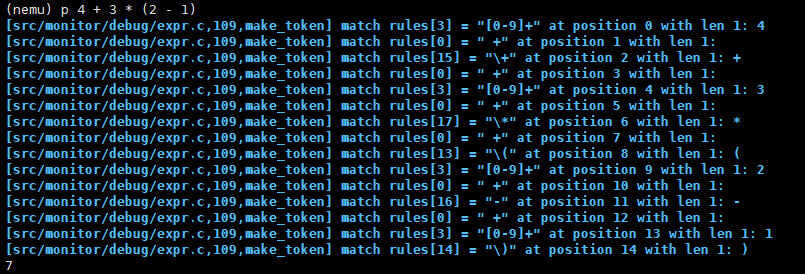 (nemu) p 4 + 3 * (2 - 1)
[src/monitor/debug/expr.c,109,make_token] match rules[3] = "[0-9]+" at position 0 with len 1: 4
[src/monitor/debug/expr.c,109,make_token] match rules[0] = " +" at position 1 with len 1:
[src/monitor/debug/expr.c,109,make_token] match rules[15] = "\+" at position 2 with len 1: +
[src/monitor/debug/expr.c,109,make_token] match rules[0] = " +" at position 3 with len 1:
[src/monitor/debug/expr.c,109,make_token] match rules[3] = "[0-9]+" at position 4 with len 1: 3
[src/monitor/debug/expr.c,109,make_token] match rules[0] = " +" at position 5 with len 1:
[src/monitor/debug/expr.c,109,make_token] match rules[17] = "\*" at position 6 with len 1: *
[src/monitor/debug/expr.c,109,make_token] match rules[0] = " +" at position 7 with len 1:
[src/monitor/debug/expr.c,109,make_token] match rules[13] = "\(" at position 8 with len 1: (
[src/monitor/debug/expr.c,109,make_token] match rules[3] = "[0-9]+" at position 9 with len 1: 2
[src/monitor/debug/expr.c,109,make_token] match rules[0] = " +" at position 10 with len 1:
[src/monitor/debug/expr.c,109,make_token] match rules[16] = "-" at position 11 with len 1: -
[src/monitor/debug/expr.c,109,make_token] match rules[0] = " +" at position 12 with len 1:
[src/monitor/debug/expr.c,109,make_token] match rules[3] = "[0-9]+" at position 13 with len 1: 1
[src/monitor/debug/expr.c,109,make_token] match rules[14] = "\)" at position 14 with len 1: )
7